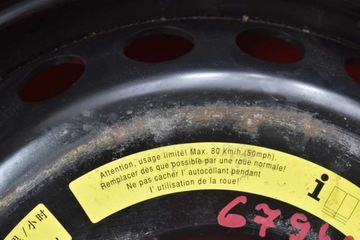 Attention, usage limité! Max. 80 km/h (50mph).
Remplacer dès que possible par une roue normale!
Ne pas cacher l' autocollant pendant
l' utilisation de la roue!
/小时
i
679